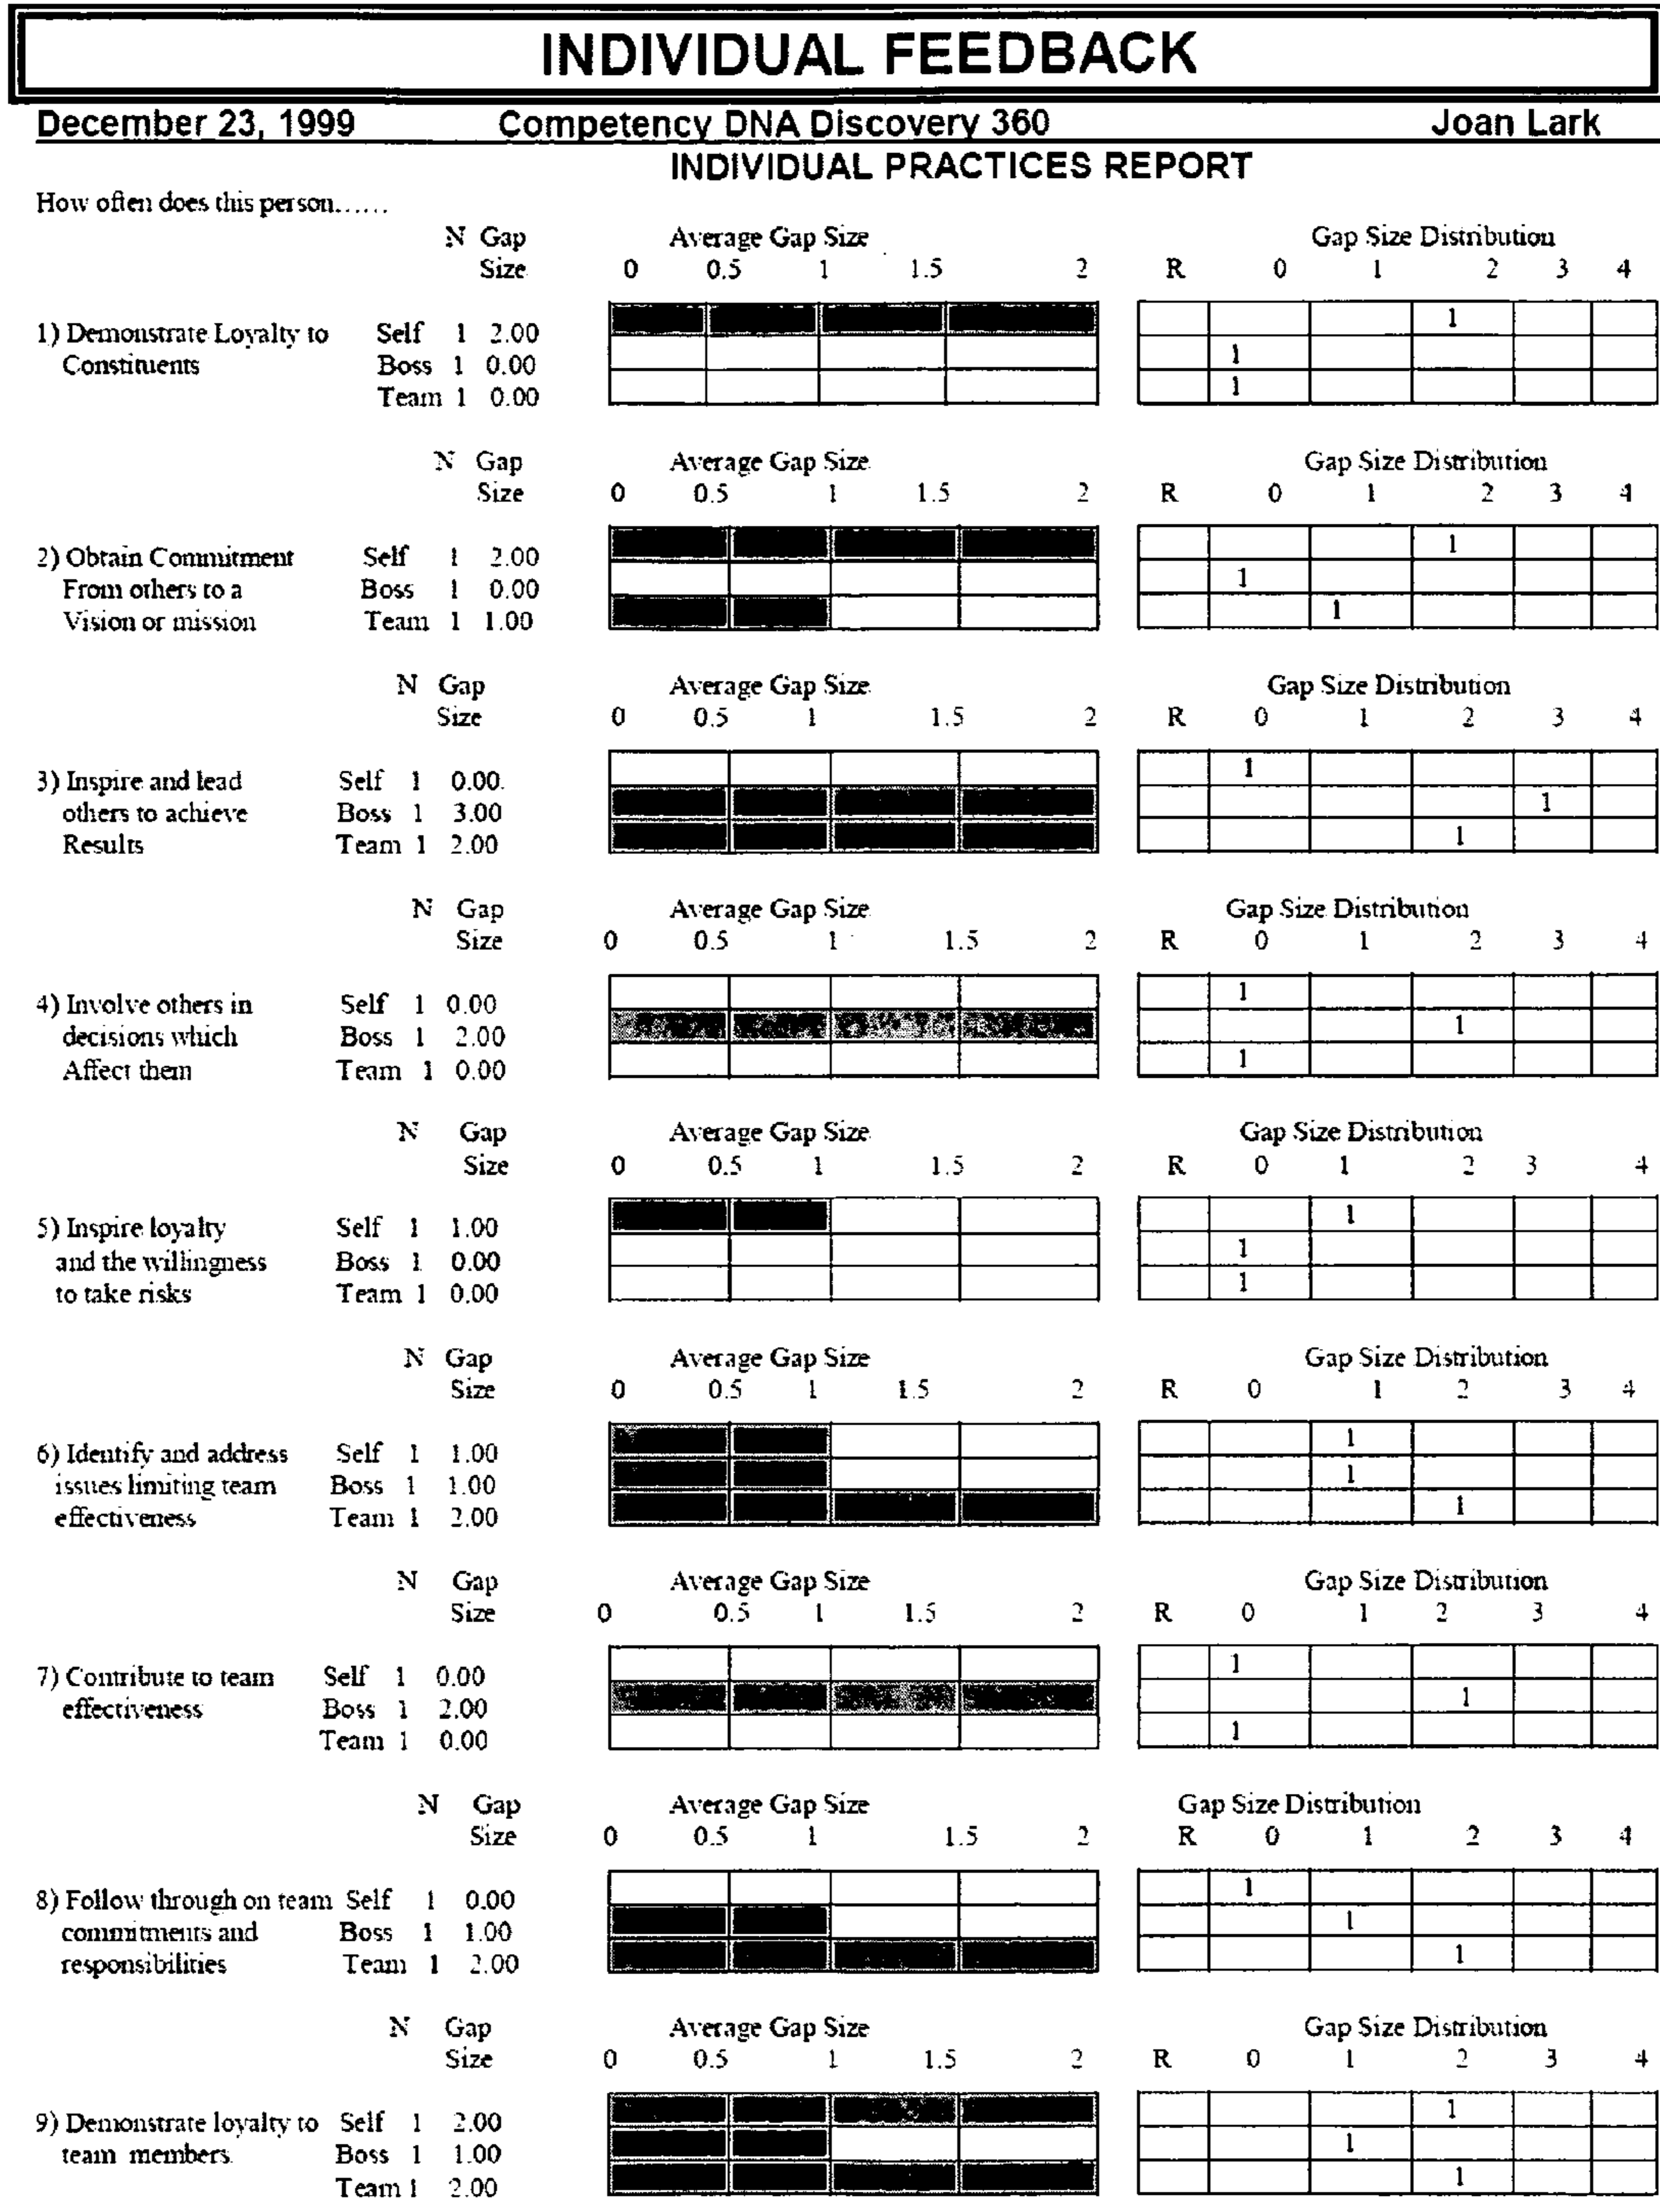 INDIVIDUAL FEEDBACK
December 23, 1999 Competency DNA Discovery 360 Joan Lark
INDIVIDUAL PRACTICES REPORT
How often does this person......
N Gap Average Gap Size Gap Size Distribution
Size 0 0.5 1 1.5 2 R 0 1 2 3 4
1) Demonstrate Loyalty to Self 1 2.00 1
Constituents Boss 1 0.00 1
Team 1 0.00 1
N Gap Average Gap Size Gap Size Distribution
Size 0 0.5 1 1.5 2 R 0 1 2 3 4
2) Obtain Commitment Self 1 2.00 1
From others to a Boss 1 0.00 1
Vision or mission Team 1 1.00 1
N Gap Average Gap Size Gap Size Distribution
Size 0 0.5 1 1.5 2 R 0 1 2 3 4
3) Inspire and lead Self 1 0.00 1
others to achieve Boss 1 3.00 1
Results Team 1 2.00 1
N Gap Average Gap Size Gap Size Distribution
Size 0 0.5 1 1.5 2 R 0 1 2 3 4
4) Involve others in Self 1 0.00 1
decisions which Boss 1 2.00 1
Affect them Team 1 0.00 1
N Gap Average Gap Size Gap Size Distribution
Size 0 0.5 1 1.5 2 R 0 1 2 3 4
5) Inspire loyalty Self 1 1.00 1
and the willingness Boss 1 0.00 1
to take risks Team 1 0.00 1
N Gap Average Gap Size Gap Size Distribution
Size 0 0.5 1 1.5 2 R 0 1 2 3 4
6) Identify and address Self 1 1.00 1
issues limiting team Boss 1 1.00 1
effectiveness Team 1 2.00 1
N Gap Average Gap Size Gap Size Distribution
Size 0 0.5 1 1.5 2 R 0 1 2 3 4
7) Contribute to team Self 1 0.00 1
effectiveness Boss 1 2.00 1
Team 1 0.00 1
N Gap Average Gap Size Gap Size Distribution
Size 0 0.5 1 1.5 2 R 0 1 2 3 4
8) Follow through on team Self 1 0.00 1
commitments and Boss 1 1.00 1
responsibilities Team 1 2.00 1
N Gap Average Gap Size Gap Size Distribution
Size 0 0.5 1 1.5 2 R 0 1 2 3 4
9) Demonstrate loyalty to Self 1 2.00 1
team members Boss 1 1.00 1
Team 1 2.00 1